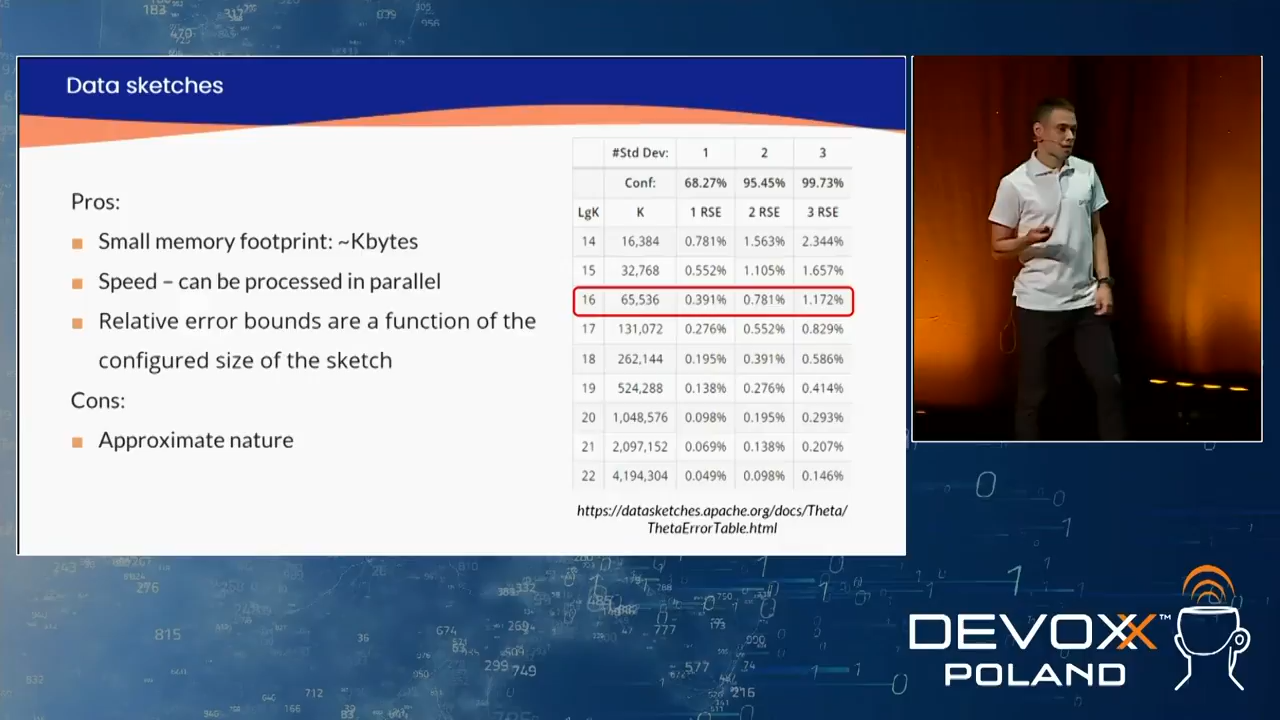 Data sketches
Pros:
Small memory footprint: ~Kbytes
Speed – can be processed in parallel
Relative error bounds are a function of the
configured size of the sketch
Cons:
Approximate nature
#Std Dev: 1 2 3
Conf: 68.27% 95.45% 99.73%
LgK K 1 RSE 2 RSE 3 RSE
14 16,384 0.781% 1.563% 2.344%
15 32,768 0.552% 1.105% 1.657%
16 65,536 0.391% 0.781% 1.172%
17 131,072 0.276% 0.552% 0.829%
18 262,144 0.195% 0.391% 0.586%
19 524,288 0.138% 0.276% 0.414%
20 1,048,576 0.098% 0.195% 0.293%
21 2,097,152 0.069% 0.138% 0.207%
22 4,194,304 0.049% 0.098% 0.146%
https://datasketches.apache.org/docs/Theta/
ThetaErrorTable.html
DEVOXX™
POLAND